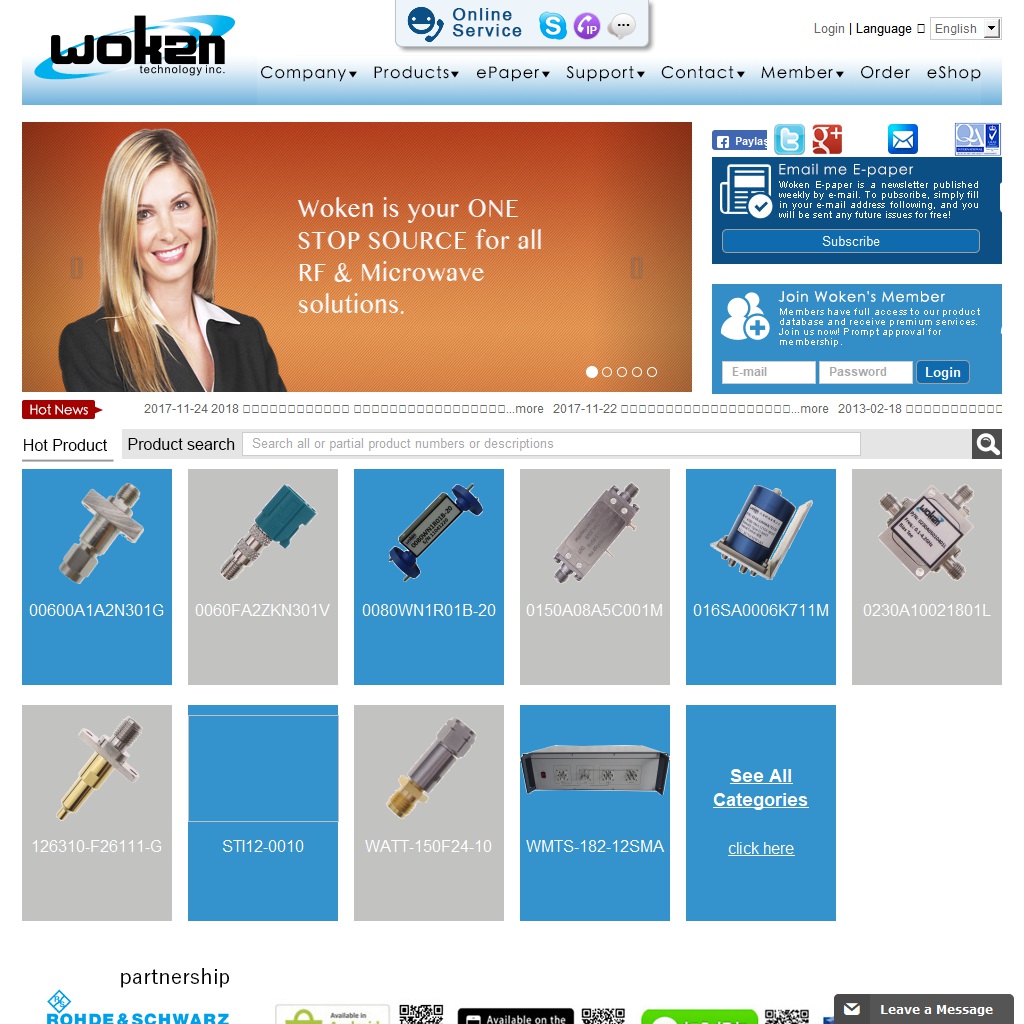 Online
Service
woken
technology inc.
Login | Language
English
Company Products ePaper Support Contact Member Order eShop
Paylaş
Woken is your ONE
STOP SOURCE for all
RF & Microwave
solutions.
Email me E-paper
Woken E-paper is a newsletter published
weekly by e-mail. To pubsoribe, simply fill
in your e-mail address following, and you
will be sent any future issues for free!
Subscribe
Join Woken's Member
Members have full access to our product
database and receive premium services.
Join us now! Prompt approval for
membership.
E-mail Password Login
Hot News 2017-11-24 2018 ...more 2017-11-22 ...more 2013-02-18
Hot Product Product search Search all or partial product numbers or descriptions
00600A1A2N301G 0060FA2ZKN301V 0080WN1R01B-20 0150A08A5C001M 016SA0006K711M 0230A10021801L
126310-F26111-G STI12-0010 WATT-150F24-10 WMTS-182-12SMA
See All
Categories
click here
partnership
ROHDE & SCHWARZ
Available in
Available on the
Leave a Message